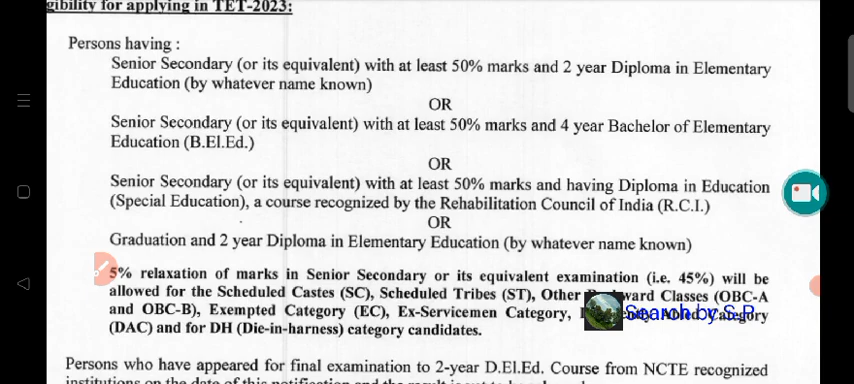 gibility for applying in TET-2023:
Persons having :
Senior Secondary (or its equivalent) with at least 50% marks and 2 year Diploma in Elementary
Education (by whatever name known)
OR
Senior Secondary (or its equivalent) with at least 50% marks and 4 year Bachelor of Elementary
Education (B.El.Ed.)
OR
Senior Secondary (or its equivalent) with at least 50% marks and having Diploma in Education
(Special Education), a course recognized by the Rehabilitation Council of India (R.C.I.)
OR
Graduation and 2 year Diploma in Elementary Education (by whatever name known)
5% relaxation of marks in Senior Secondary or its equivalent examination (i.e. 45%) will be
allowed for the Scheduled Castes (SC), Scheduled Tribes (ST), Other ward Classes (OBC-A
and OBC-B), Exempted Category (EC), Ex-Servicemen Category, Category
Search by S.P.
(DAC) and for DH (Die-in-harness) category candidates.
Persons who have appeared for final examination to 2-year D.El.Ed. Course from NCTE recognized